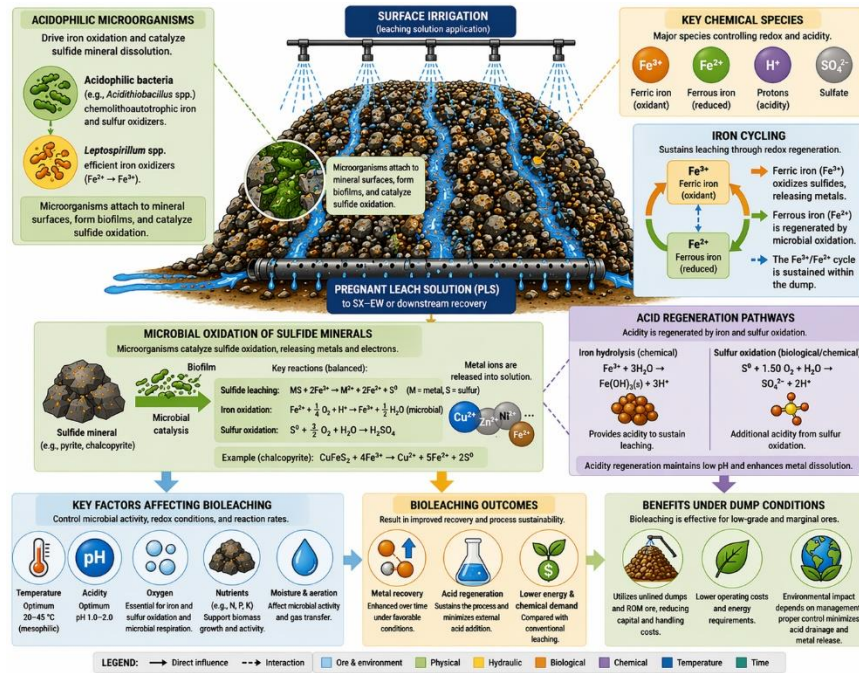 ACIDOPHILIC MICROORGANISMS
Drive iron oxidation and catalyze
sulfide mineral dissolution.
Acidophilic bacteria
(e.g., Acidithiobacillus spp.)
chemolithoautotrophic iron
and sulfur oxidizers.
Leptospirillum spp.
efficient iron oxidizers
(Fe²⁺ → Fe³⁺).
Microorganisms attach to mineral
surfaces, form biofilms, and catalyze
sulfide oxidation.
SURFACE IRRIGATION
(leaching solution application)
Microorganisms attach to
mineral surfaces, form
biofilms, and catalyze
sulfide oxidation.
PREGNANT LEACH SOLUTION (PLS)
to SX–EW or downstream recovery
KEY CHEMICAL SPECIES
Major species controlling redox and acidity.
Fe³⁺
Fe²⁺
H⁺
SO₄²⁻
Ferric iron
(oxidant)
Ferrous iron
(reduced)
Protons
(acidity)
Sulfate
IRON CYCLING
Sustains leaching through redox regeneration.
Fe³⁺
Ferric iron
(oxidant)
Fe²⁺
Ferrous iron
(reduced)
Ferric iron (Fe³⁺)
oxidizes sulfides,
releasing metals.
Ferrous iron (Fe²⁺)
is regenerated by
microbial oxidation.
The Fe³⁺/Fe²⁺ cycle
is sustained within
the dump.
MICROBIAL OXIDATION OF SULFIDE MINERALS
Microorganisms catalyze sulfide oxidation, releasing metals and electrons.
Sulfide mineral
(e.g., pyrite, chalcopyrite)
Biofilm
Microbial
catalysis
Key reactions (balanced):
Sulfide leaching: MS + 2Fe³⁺ → M²⁺ + 2Fe²⁺ + S⁰ (M = metal, S = sulfur)
Iron oxidation: Fe²⁺ + 1/4 O₂ + H⁺ → Fe³⁺ + 1/2 H₂O (microbial)
Sulfur oxidation: S⁰ + 3/2 O₂ + H₂O → H₂SO₄
Example (chalcopyrite): CuFeS₂ + 4Fe³⁺ → Cu²⁺ + 5Fe²⁺ + 2S⁰
Metal ions are
released into solution.
Cu²⁺
Zn²⁺
Ni²⁺
...
Fe²⁺
ACID REGENERATION PATHWAYS
Acidity is regenerated by iron and sulfur oxidation.
Iron hydrolysis (chemical)
Fe³⁺ + 3H₂O →
Fe(OH)₃(s) + 3H⁺
Provides acidity to sustain
leaching.
Sulfur oxidation (biological/chemical)
S⁰ + 1.50 O₂ + H₂O →
SO₄²⁻ + 2H⁺
Additional acidity from sulfur
oxidation.
Acidity regeneration maintains low pH and enhances metal dissolution.
KEY FACTORS AFFECTING BIOLEACHING
Control microbial activity, redox conditions, and reaction rates.
pH
Temperature
Optimum
20–45 °C
(mesophilic)
Acidity
Optimum
pH 1.0–2.0
Oxygen
Essential for iron and
sulfur oxidation and
microbial respiration.
Nutrients
(e.g., N, P, K)
Support biomass
growth and activity.
Moisture & aeration
Affect microbial activity
and gas transfer.
BIOLEACHING OUTCOMES
Result in improved recovery and process sustainability.
$
Metal recovery
Enhanced over time
under favorable
conditions.
Acid regeneration
Sustains the process and
minimizes external
acid addition.
Lower energy &
chemical demand
Compared with
conventional
leaching.
BENEFITS UNDER DUMP CONDITIONS
Bioleaching is effective for low-grade and marginal ores.
Utilizes unlined dumps
and ROM ore, reducing
capital and handling
costs.
Lower operating costs
and energy
requirements.
Environmental impact
depends on management;
proper control minimizes
acid drainage and
metal release.
LEGEND: Direct influence Interaction Ore & environment Physical Hydraulic Biological Chemical Temperature Time